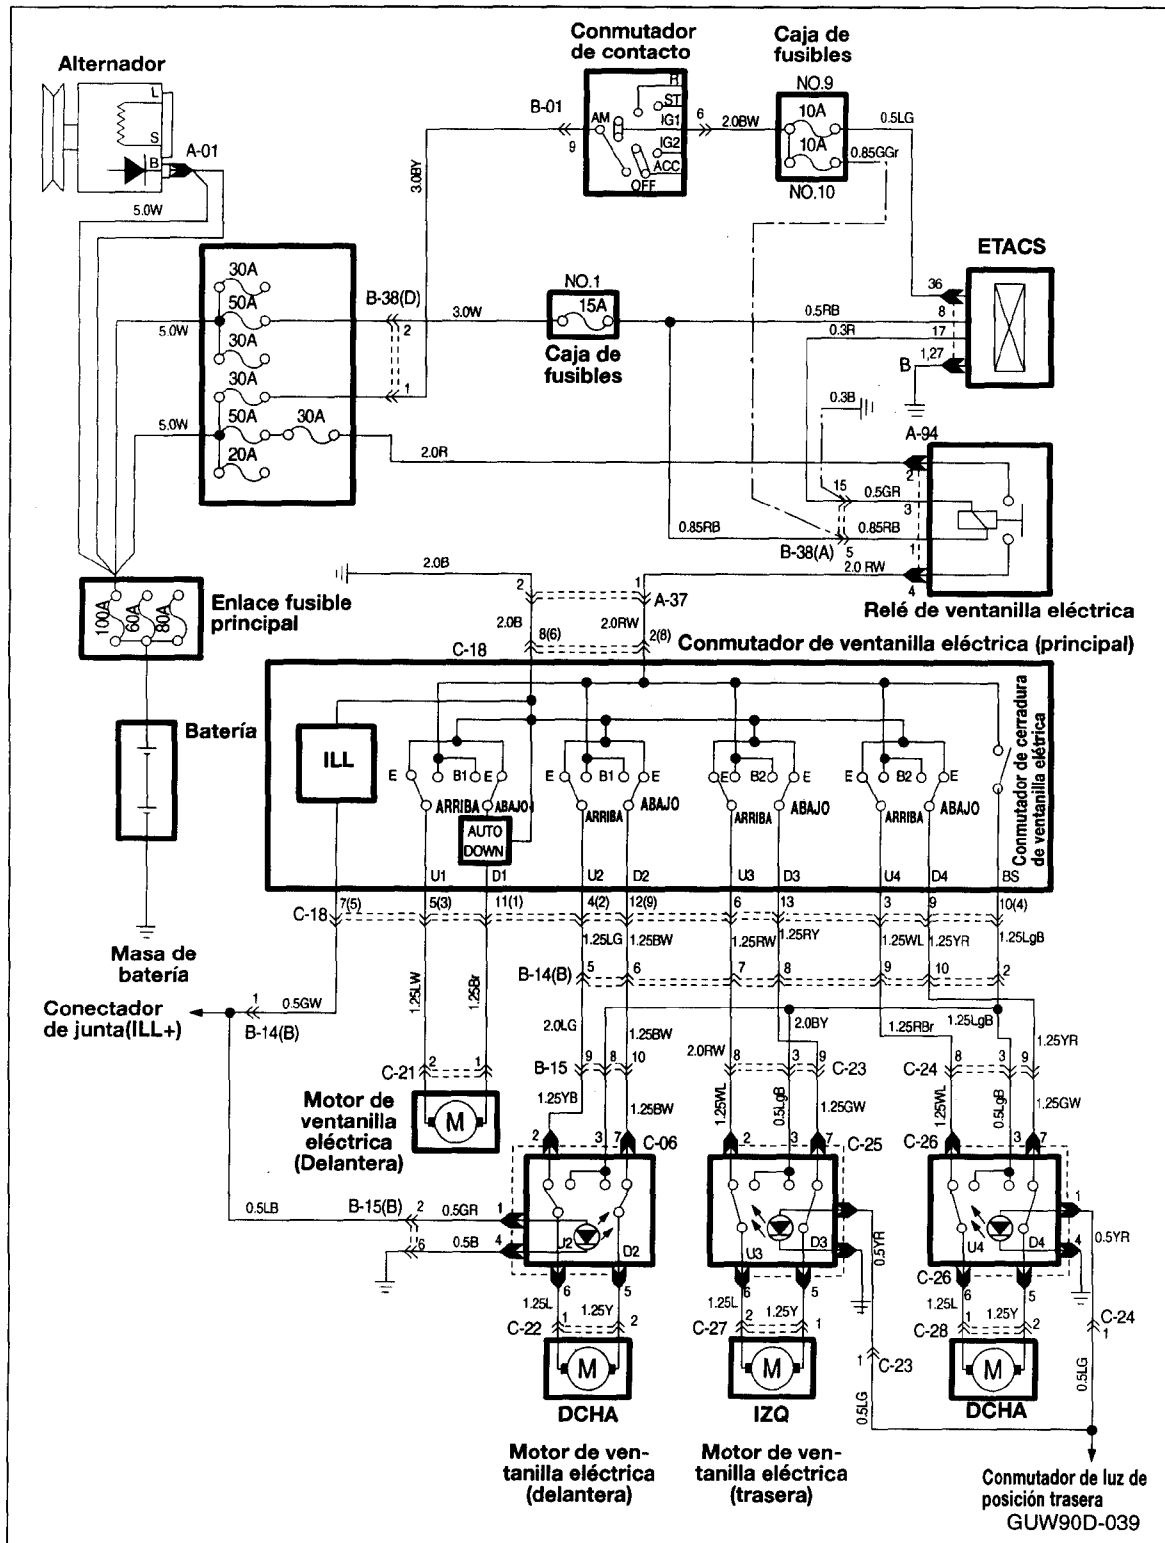 Conmutador
de contacto
Caja de
fusibles
Alternador
L
S
B
A-01
5.0W
B-01
9
AM
R
ST
IG1
IG2
ACC
OFF
6
2.0BW
NO.9
10A
10A
NO.10
0.5LG
0.85GGr
3.0BY
ETACS
36
8
17
1,27
B
30A
50A
30A
30A
50A
30A
20A
5.0W
5.0W
B-38(D)
2
1
3.0W
NO.1
15A
Caja de
fusibles
0.5RB
0.3R
0.3B
A-94
2
2.0R
15
0.5GR
3
0.85RB
0.85RB
B-38(A)
5
1
2.0 RW
4
Relé de ventanilla eléctrica
100A
60A
80A
Enlace fusible
principal
2.0B
2
1
A-37
2.0B
2.0RW
8(6)
2(8)
C-18
Conmutador de ventanilla eléctrica (principal)
Batería
Masa de
batería
ILL
E
B1
E
E
B1
E
E
B2
E
E
B2
E
ARRIBA
ABAJO
ARRIBA
ABAJO
ARRIBA
ABAJO
ARRIBA
ABAJO
AUTO
DOWN
Conmutador de cerradura
de ventanilla elétrica
U1
D1
U2
D2
U3
D3
U4
D4
BS
C-18
7(5)
5(3)
11(1)
4(2)
12(9)
6
13
3
9
10(4)
1.25LG
1.25BW
1.25RW
1.25RY
1.25WL
1.25YR
1.25LgB
B-14(B)
5
6
7
8
9
10
2
1.25LW
1.25Br
Conectador
de junta(ILL+)
1
0.5GW
B-14(B)
2.0LG
1.25BW
2.0RW
2.0BY
1.25RBr
1.25LgB
1.25YR
C-21
2
1
B-15
9
8
10
8
3
9
C-23
C-24
8
3
9
Motor de
ventanilla
eléctrica
(Delantera)
M
1.25YB
1.25BW
1.25WL
0.5LgB
1.25GW
1.25WL
0.5LgB
1.25GW
2
3
7
C-06
2
3
7
C-25
C-26
3
7
0.5LB
B-15(B)
2
0.5GR
1
6
0.5B
4
U2
D2
U3
D3
U4
D4
1
4
0.5YR
0.5YR
6
5
6
5
C-26
6
5
1.25L
1.25Y
1.25L
1.25Y
1.25L
1.25Y
C-22
1
2
C-27
2
1
C-28
1
2
C-24
1
1
C-23
M
M
M
0.5LG
0.5LG
DCHA
IZQ
DCHA
Motor de ven-
tanilla eléctrica
(delantera)
Motor de ven-
tanilla eléctrica
(trasera)
Conmutador de luz de
posición trasera
GUW90D-039